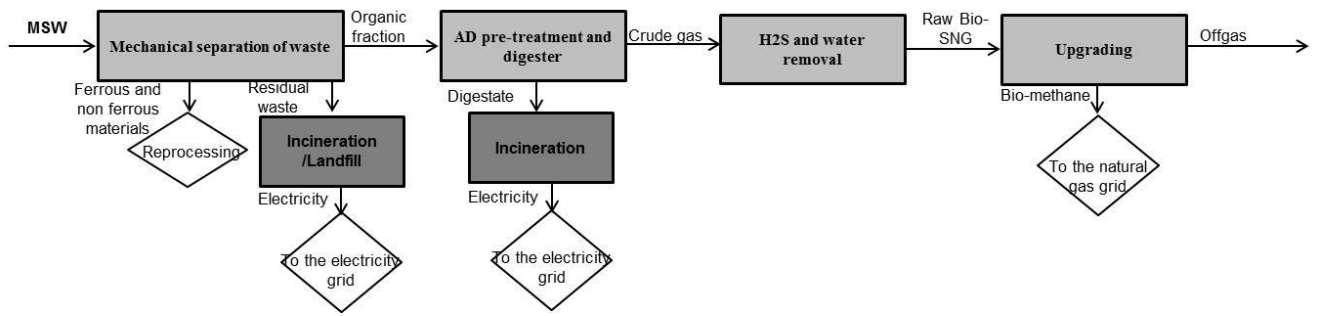 MSW
Mechanical separation of waste
Organic
fraction
AD pre-treatment and
digester
Crude gas
H2S and water
removal
Raw Bio-
SNG
Upgrading
Offgas
Ferrous and
non ferrous
materials
Reprocessing
Residual
waste
Incineration
/Landfill
Electricity
To the electricity
grid
Digestate
Incineration
Electricity
To the electricity
grid
Bio-methane
To the natural
gas grid